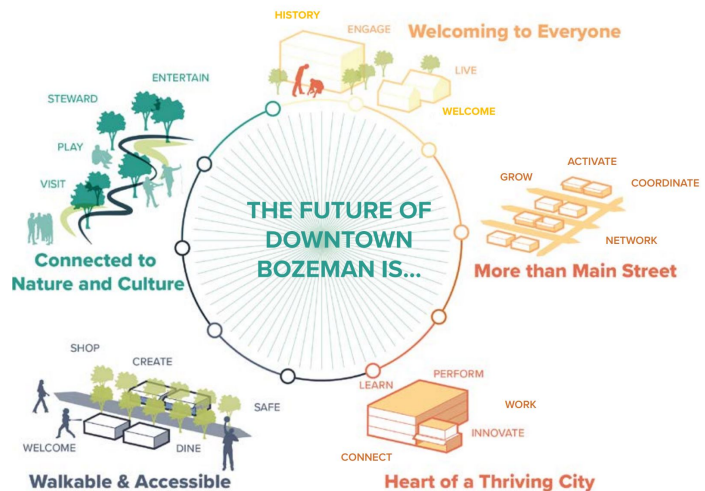 HISTORY
ENGAGE
Welcoming to Everyone
LIVE
WELCOME
ENTERTAIN
STEWARD
PLAY
VISIT
Connected to
Nature and Culture
THE FUTURE OF
DOWNTOWN
BOZEMAN IS...
ACTIVATE
GROW
COORDINATE
NETWORK
More than Main Street
SHOP
CREATE
SAFE
WELCOME
DINE
Walkable & Accessible
LEARN
PERFORM
WORK
INNOVATE
CONNECT
Heart of a Thriving City